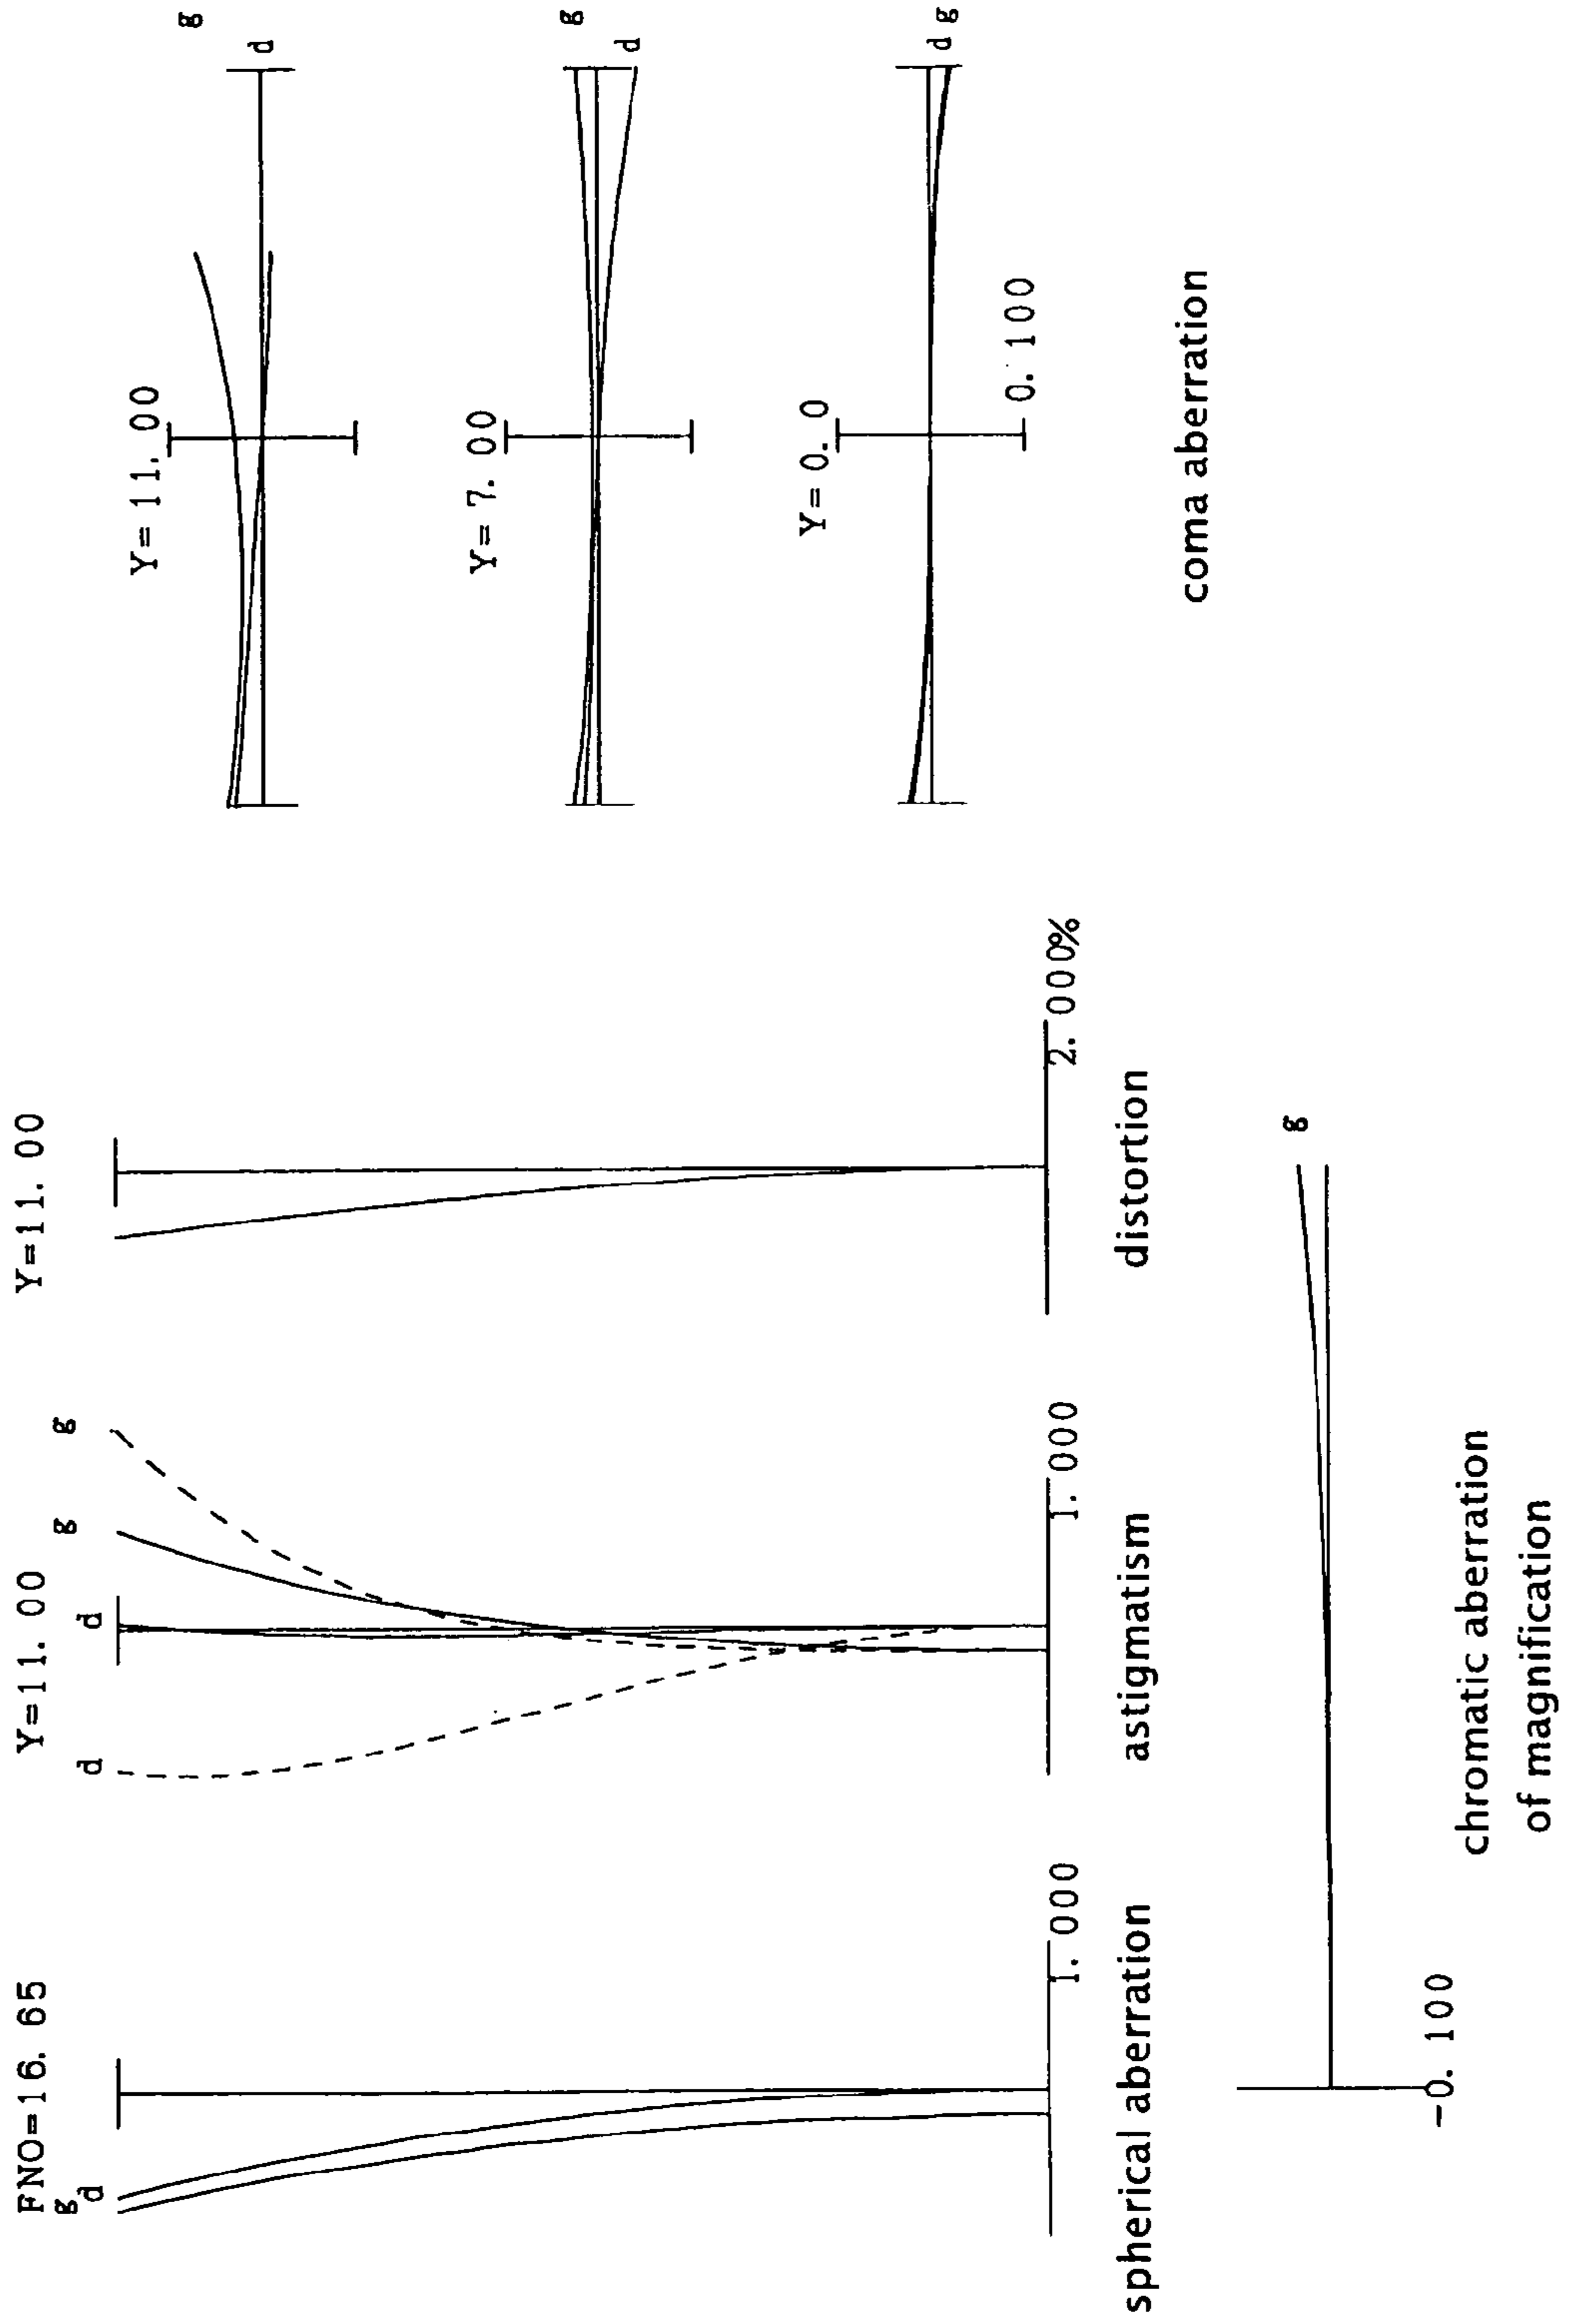 FNO=16. 65
g
d
1. 000
spherical aberration
Y=11. 00
d
d
g
g
1. 000
astigmatism
Y=11. 00
2. 000%
distortion
Y= 11. 00
g
d
Y= 7. 00
g
d
Y= 0. 0
d g
0. 100
coma aberration
g
-0. 100
chromatic aberration
of magnification